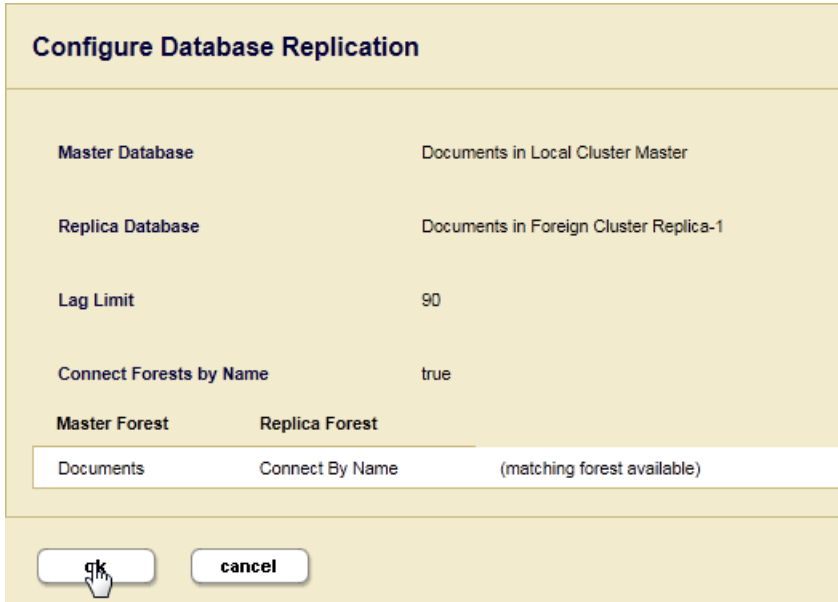 Configure Database Replication
Master Database Documents in Local Cluster Master
Replica Database Documents in Foreign Cluster Replica-1
Lag Limit 90
Connect Forests by Name true
Master Forest Replica Forest
Documents Connect By Name (matching forest available)
ok cancel